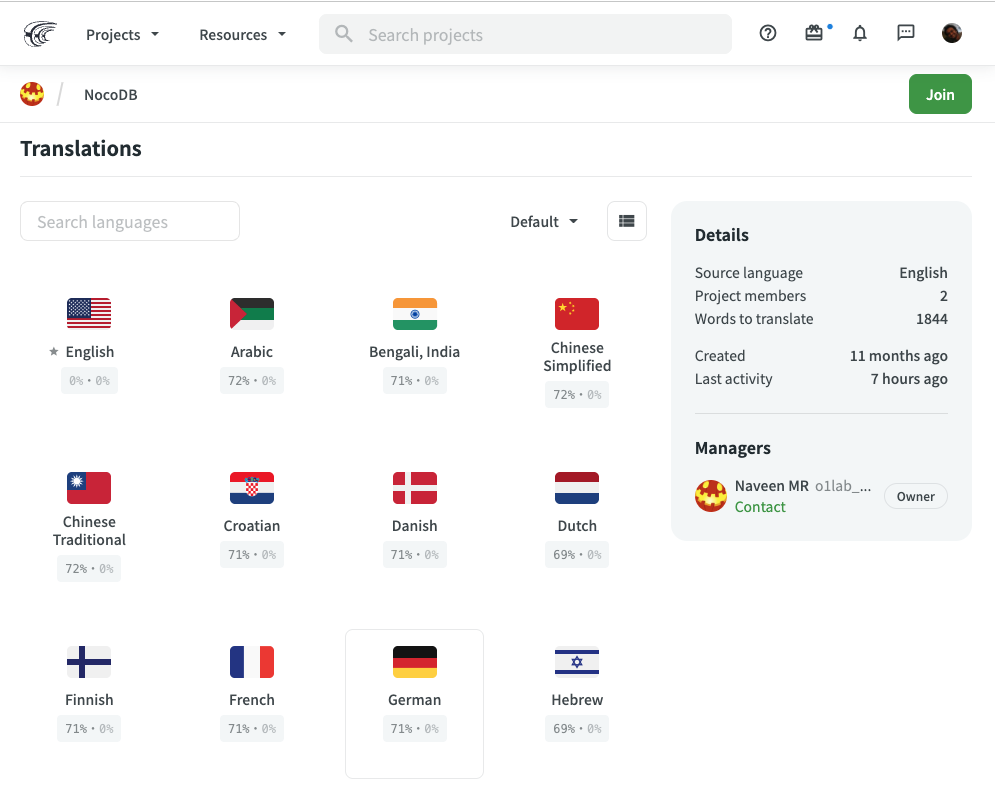 Projects Resources Search projects
NocoDB Join
Translations
Search languages Default
English
0% • 0%
Arabic
72% • 0%
Bengali, India
71% • 0%
Chinese
Simplified
72% • 0%
Chinese
Traditional
72% • 0%
Croatian
71% • 0%
Danish
71% • 0%
Dutch
69% • 0%
Finnish
71% • 0%
French
71% • 0%
German
71% • 0%
Hebrew
69% • 0%
Details
Source language English
Project members 2
Words to translate 1844
Created 11 months ago
Last activity 7 hours ago
Managers
Naveen MR o1lab_... Owner
Contact